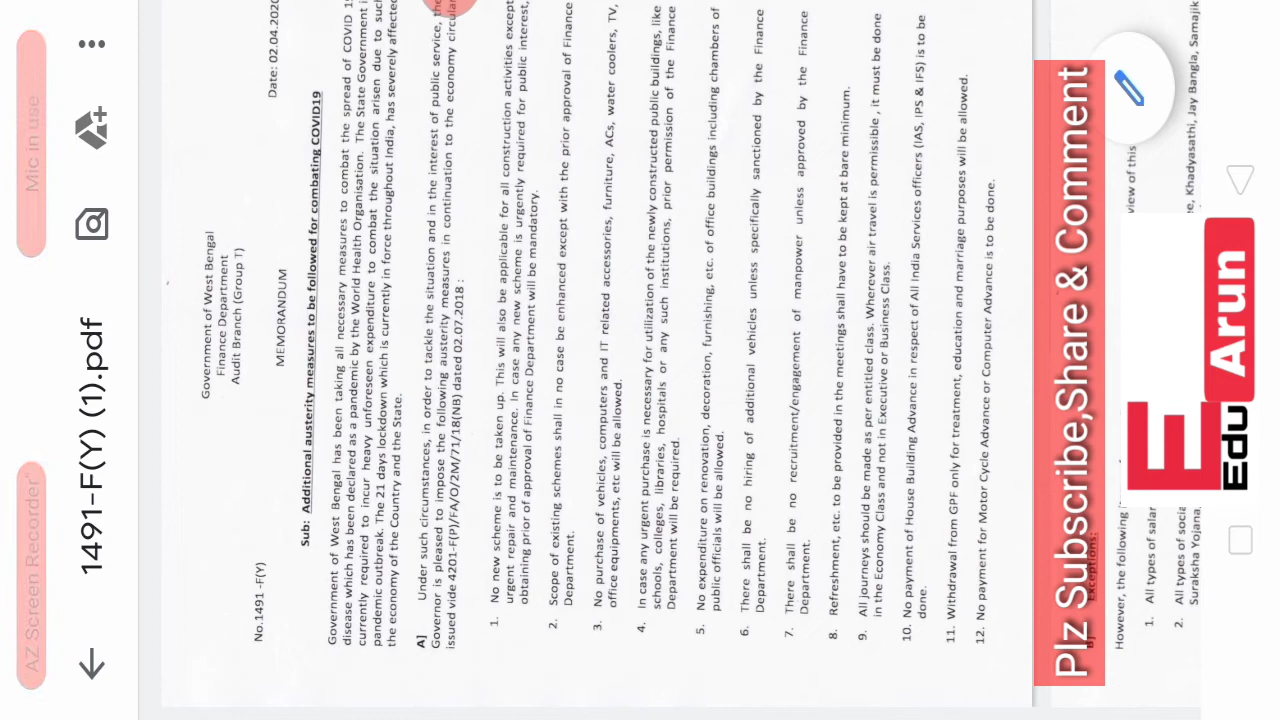 "AZ Screen Recorder"
Mic in use
1491-F(Y) (1).pdf
Government of West Bengal
Finance Department
Audit Branch (Group T)
No.1491 -F(Y)
Date: 02.04.2020
MEMORANDUM
Sub: Additional austerity measures to be followed for combating COVID19
Government of West Bengal has been taking all necessary measures to combat the spread of COVID 19
disease which has been declared as a pandemic by the World Health Organisation. The State Government i
currently required to incur heavy unforeseen expenditure to combat the situation arisen due to such
pandemic outbreak. The 21 days lockdown which is currently in force throughout India, has severely affected
the economy of the Country and the State.
A] Under such circumstances, in order to tackle the situation and in the interest of public service, the
Governor is pleased to impose the following austerity measures in continuation to the economy circular
issued vide 4201-F(P)/FA/O/2M/71/18(NB) dated 02.07.2018 :
1. No new scheme is to be taken up. This will also be applicable for all construction activities except
urgent repair and maintenance. In case any new scheme is urgently required for public interest,
obtaining prior of approval of Finance Department will be mandatory.
2. Scope of existing schemes shall in no case be enhanced except with the prior approval of Finance
Department.
3. No purchase of vehicles, computers and IT related accessories, furniture, ACs, water coolers, TV,
office equipments, etc will be allowed.
4. In case any urgent purchase is necessary for utilization of the newly constructed public buildings, like
schools, colleges, libraries, hospitals or any such institutions, prior permission of the Finance
Department will be required.
5. No expenditure on renovation, decoration, furnishing, etc. of office buildings including chambers of
public officials will be allowed.
6. There shall be no hiring of additional vehicles unless specifically sanctioned by the Finance
Department.
7. There shall be no recruitment/engagement of manpower unless approved by the Finance
Department.
8. Refreshment, etc. to be provided in the meetings shall have to be kept at bare minimum.
9. All journeys should be made as per entitled class. Wherever air travel is permissible , it must be done
in the Economy Class and not in Executive or Business Class.
10. No payment of House Building Advance in respect of All India Services officers (IAS, IPS & IFS) is to be
done.
11. Withdrawal from GPF only for treatment, education and marriage purposes will be allowed.
12. No payment for Motor Cycle Advance or Computer Advance is to be done.
Plz Subscribe,Share & Comment
B] Exceptions:
However, the following
view of this
1. All types of salar
2. All types of socia
ee, Khadyasathi, Jay Bangla, Samajik
Suraksha Yojana,
E
Edu Arun